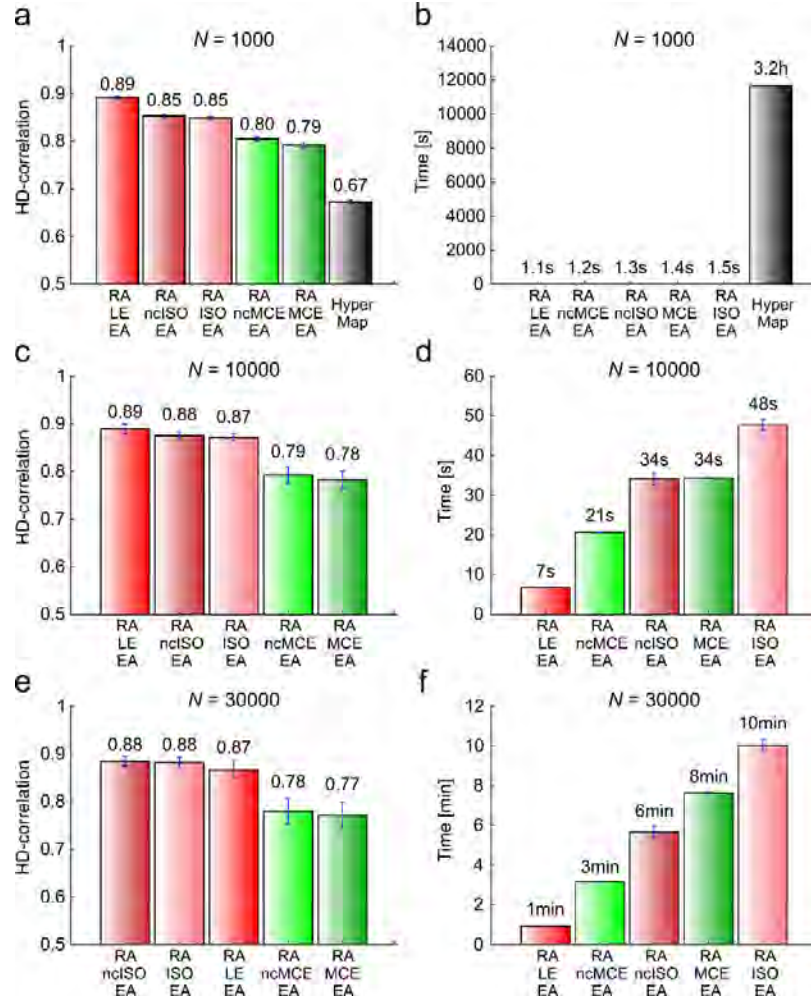 a
N = 1000
HD-correlation
1
0.9
0.8
0.7
0.6
0.5
0.89
0.85
0.85
0.80
0.79
0.67
RA RA RA RA RA Hyper
LE ncISO ISO ncMCE MCE Map
EA EA EA EA EA
b
N = 1000
Time [s]
14000
12000
10000
8000
6000
4000
2000
0
1.1s
1.2s
1.3s
1.4s
1.5s
3.2h
RA RA RA RA RA Hyper
LE ncMCE ncISO MCE ISO Map
EA EA EA EA EA
c
N = 10000
HD-correlation
1
0.9
0.8
0.7
0.6
0.5
0.89
0.88
0.87
0.79
0.78
RA RA RA RA RA
LE ncISO ISO ncMCE MCE
EA EA EA EA EA
d
N = 10000
Time [s]
60
50
40
30
20
10
0
7s
21s
34s
34s
48s
RA RA RA RA RA
LE ncMCE ncISO MCE ISO
EA EA EA EA EA
e
N = 30000
HD-correlation
1
0.9
0.8
0.7
0.6
0.5
0.88
0.88
0.87
0.78
0.77
RA RA RA RA RA
ncISO ISO LE ncMCE MCE
EA EA EA EA EA
f
N = 30000
Time [min]
12
10
8
6
4
2
0
1min
3min
6min
8min
10min
RA RA RA RA RA
LE ncMCE ncISO MCE ISO
EA EA EA EA EA